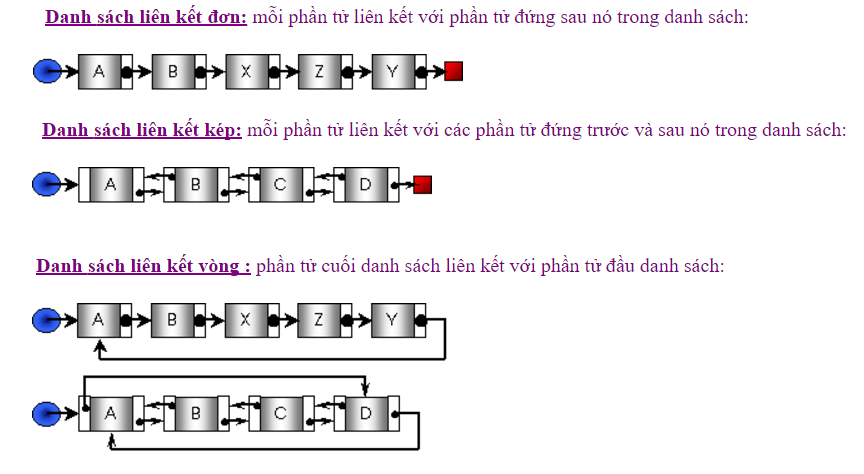 Danh sách liên kết đơn: mỗi phần tử liên kết với phần tử đứng sau nó trong danh sách:
A B X Z Y
Danh sách liên kết kép: mỗi phần tử liên kết với các phần tử đứng trước và sau nó trong danh sách:
A B C D
Danh sách liên kết vòng : phần tử cuối danh sách liên kết với phần tử đầu danh sách:
A B X Z Y
A B C D